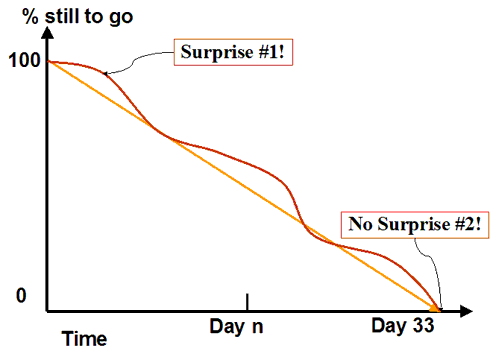 % still to go
100
Surprise #1!
No Surprise #2!
0
Time
Day n
Day 33